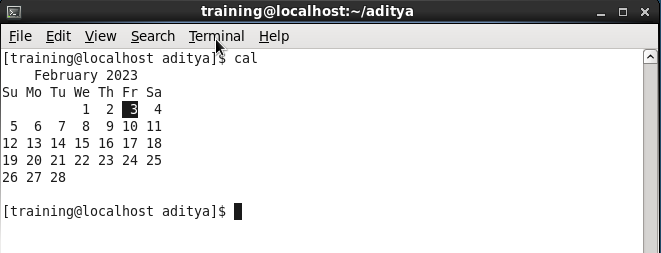 training@localhost:~/aditya
File Edit View Search Terminal Help
[training@localhost aditya]$ cal
    February 2023
Su Mo Tu We Th Fr Sa
          1  2  3  4
 5  6  7  8  9 10 11
12 13 14 15 16 17 18
19 20 21 22 23 24 25
26 27 28
[training@localhost aditya]$